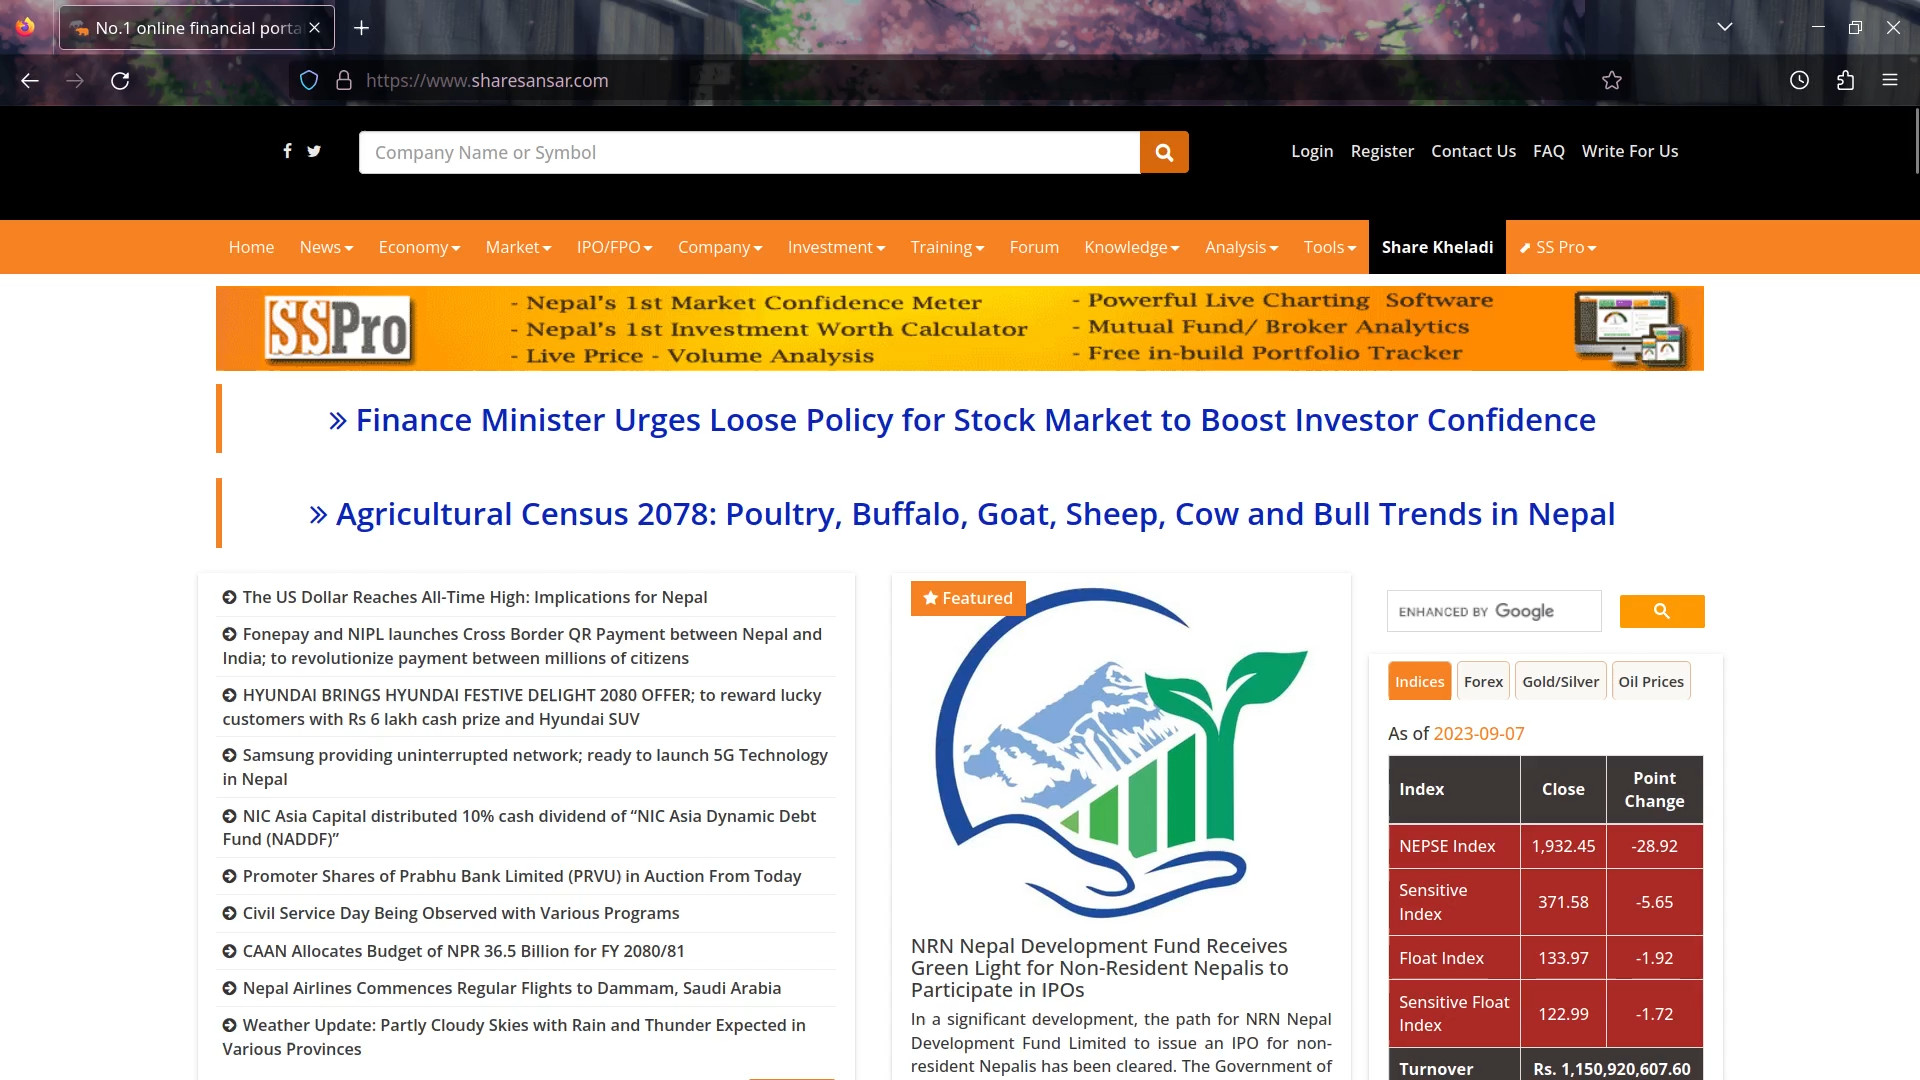 No.1 online financial porta
https://www.sharesansar.com
Company Name or Symbol
Login Register Contact Us FAQ Write For Us
Home News Economy Market IPO/FPO Company Investment Training Forum Knowledge Analysis Tools Share Kheladi SS Pro
SSPro
- Nepal's 1st Market Confidence Meter
- Nepal's 1st Investment Worth Calculator
- Live Price - Volume Analysis
- Powerful Live Charting Software
- Mutual Fund/ Broker Analytics
- Free in-build Portfolio Tracker
» Finance Minister Urges Loose Policy for Stock Market to Boost Investor Confidence
» Agricultural Census 2078: Poultry, Buffalo, Goat, Sheep, Cow and Bull Trends in Nepal
The US Dollar Reaches All-Time High: Implications for Nepal
Fonepay and NIPL launches Cross Border QR Payment between Nepal and
India; to revolutionize payment between millions of citizens
HYUNDAI BRINGS HYUNDAI FESTIVE DELIGHT 2080 OFFER; to reward lucky
customers with Rs 6 lakh cash prize and Hyundai SUV
Samsung providing uninterrupted network; ready to launch 5G Technology
in Nepal
NIC Asia Capital distributed 10% cash dividend of “NIC Asia Dynamic Debt
Fund (NADDF)”
Promoter Shares of Prabhu Bank Limited (PRVU) in Auction From Today
Civil Service Day Being Observed with Various Programs
CAAN Allocates Budget of NPR 36.5 Billion for FY 2080/81
Nepal Airlines Commences Regular Flights to Dammam, Saudi Arabia
Weather Update: Partly Cloudy Skies with Rain and Thunder Expected in
Various Provinces
Featured
NRN Nepal Development Fund Receives
Green Light for Non-Resident Nepalis to
Participate in IPOs
In a significant development, the path for NRN Nepal
Development Fund Limited to issue an IPO for non-
resident Nepalis has been cleared. The Government of
ENHANCED BY Google
Indices Forex Gold/Silver Oil Prices
As of 2023-09-07
Index Close Point Change
NEPSE Index 1,932.45 -28.92
Sensitive Index 371.58 -5.65
Float Index 133.97 -1.92
Sensitive Float Index 122.99 -1.72
Turnover Rs. 1,150,920,607.60